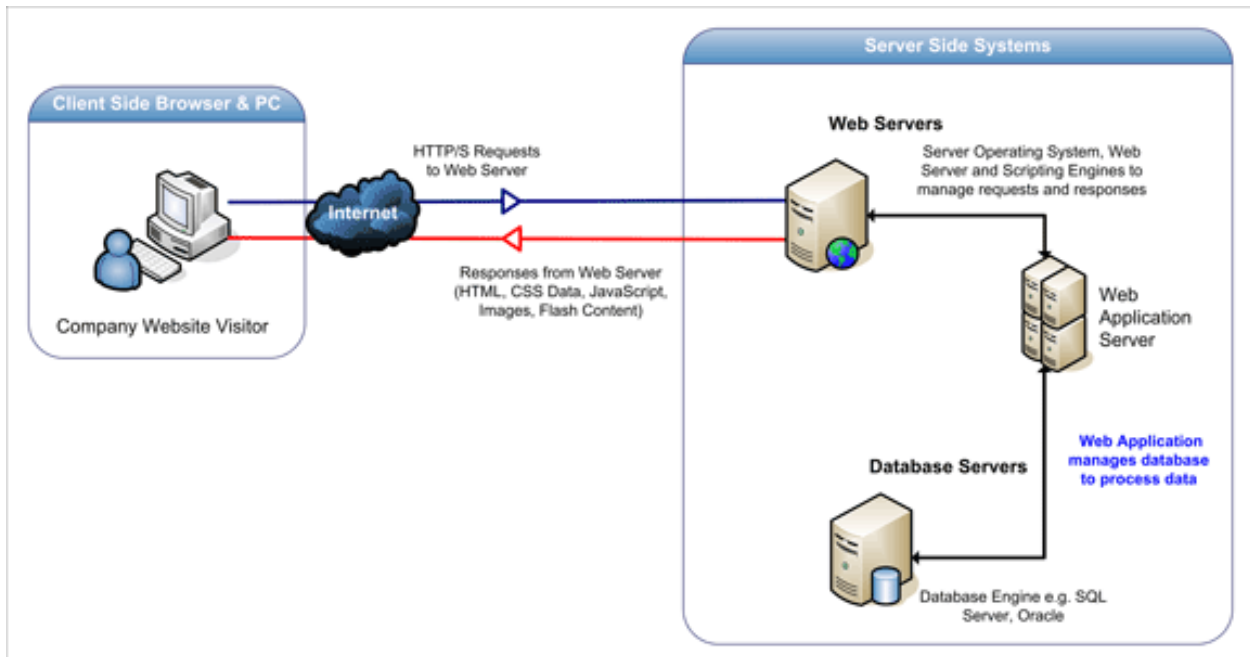 Server Side Systems
Client Side Browser & PC
Web Servers
HTTP/S Requests
to Web Server
Server Operating System, Web
Server and Scripting Engines to
manage requests and responses
Internet
Responses from Web Server
(HTML, CSS Data, JavaScript,
Images, Flash Content)
Company Website Visitor
Web
Application
Server
Web Application
manages database
to process data
Database Servers
Database Engine e.g. SQL
Server, Oracle